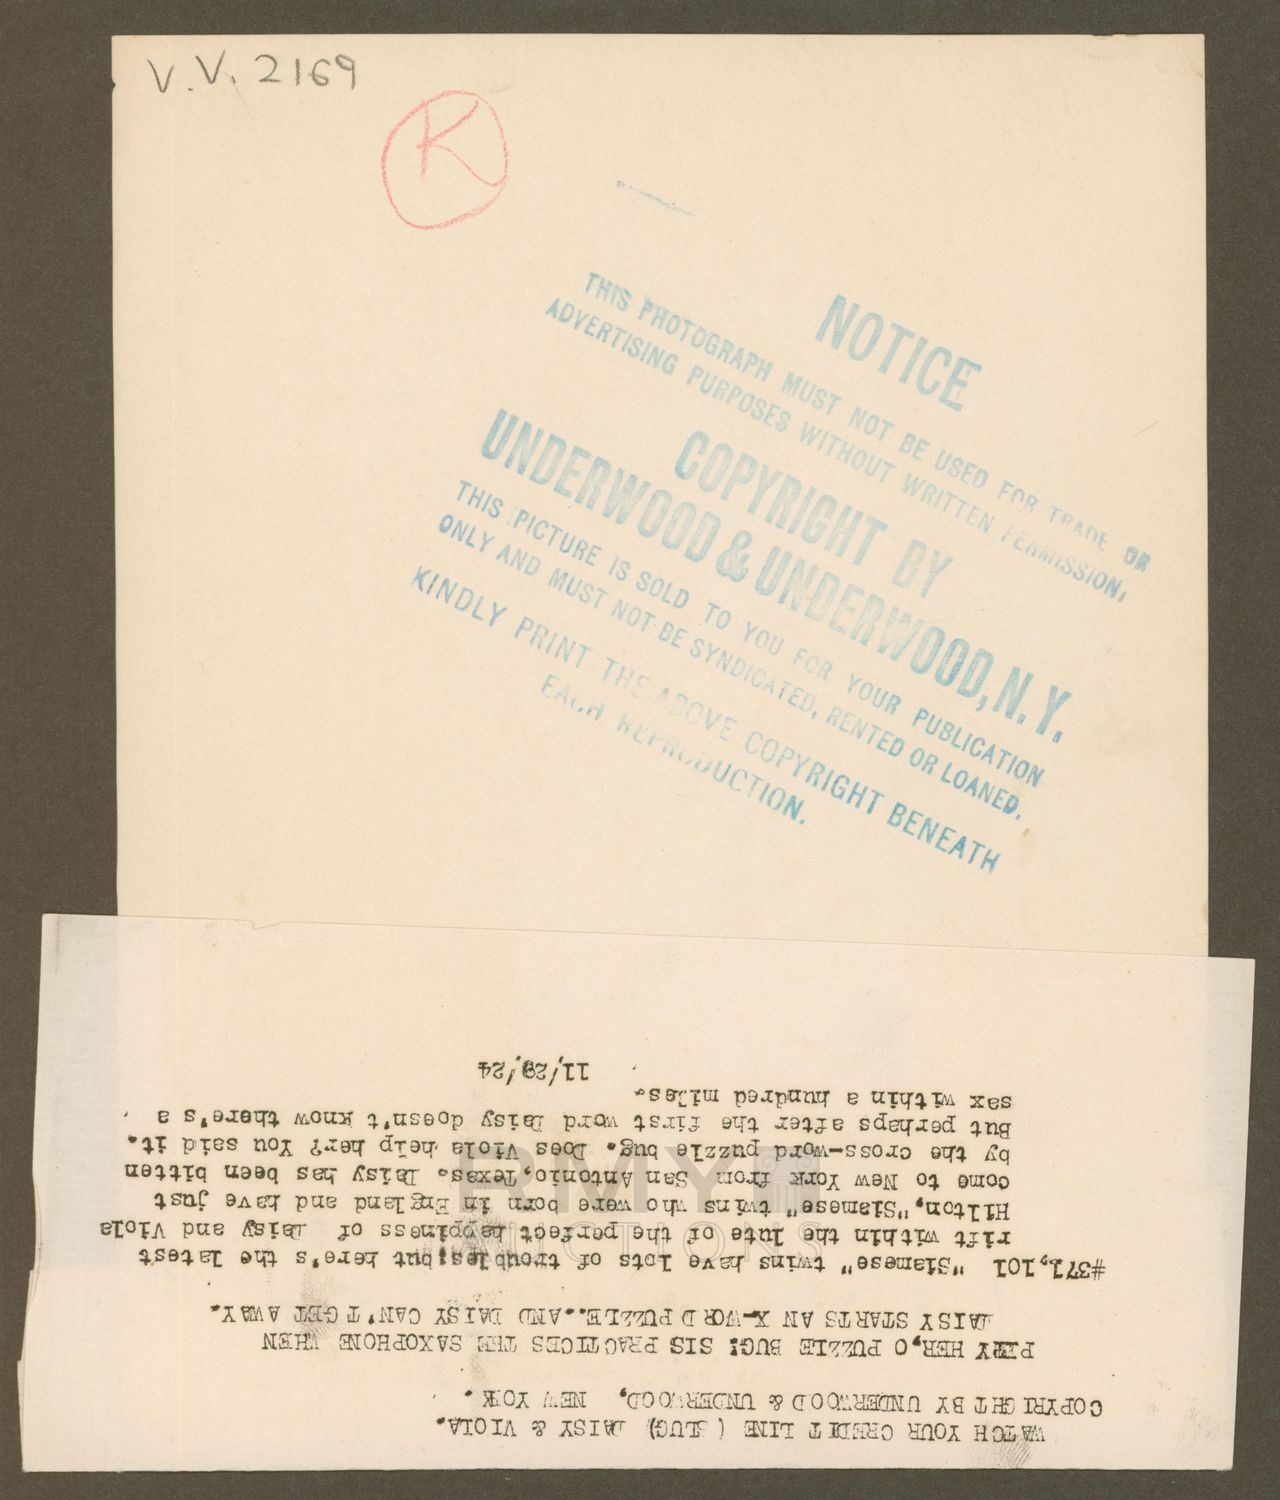 V.V. 2169
K
NOTICE
THIS PHOTOGRAPH MUST NOT BE USED FOR TRADE OR
ADVERTISING PURPOSES WITHOUT WRITTEN PERMISSION.
COPYRIGHT BY
UNDERWOOD & UNDERWOOD, N.Y.
THIS PICTURE IS SOLD TO YOU FOR YOUR PUBLICATION
ONLY AND MUST NOT BE SYNDICATED, RENTED OR LOANED.
KINDLY PRINT THE ABOVE COPYRIGHT BENEATH
EACH REPRODUCTION.
WATCH YOUR CREDIT LINE ( SLUG) DAISY & VIOLA.
COPYRIGHT BY UNDERWOOD & UNDERWOOD, NEW YORK.
PITY HER, O PUZZLE BUG! SIS PRACTICES THE SAXOPHONE WHEN
DAISY STARTS AN X-WORD PUZZLE...AND DAISY CAN'T GET AWAY.
#371,101 "Siamese" twins have lots of troubles; but here's the latest
rift within the lute of the perfect happiness of Daisy and Viola
Hilton, "Siamese" twins who were born in England and have just
come to New York from San Antonio, Texas. Daisy has been bitten
by the cross-word puzzle bug. Does Viola help her? You said it.
But perhaps after the first word Daisy doesn't know there's a
sax within a hundred miles.
11/29/24
RMY
AUCTIONS